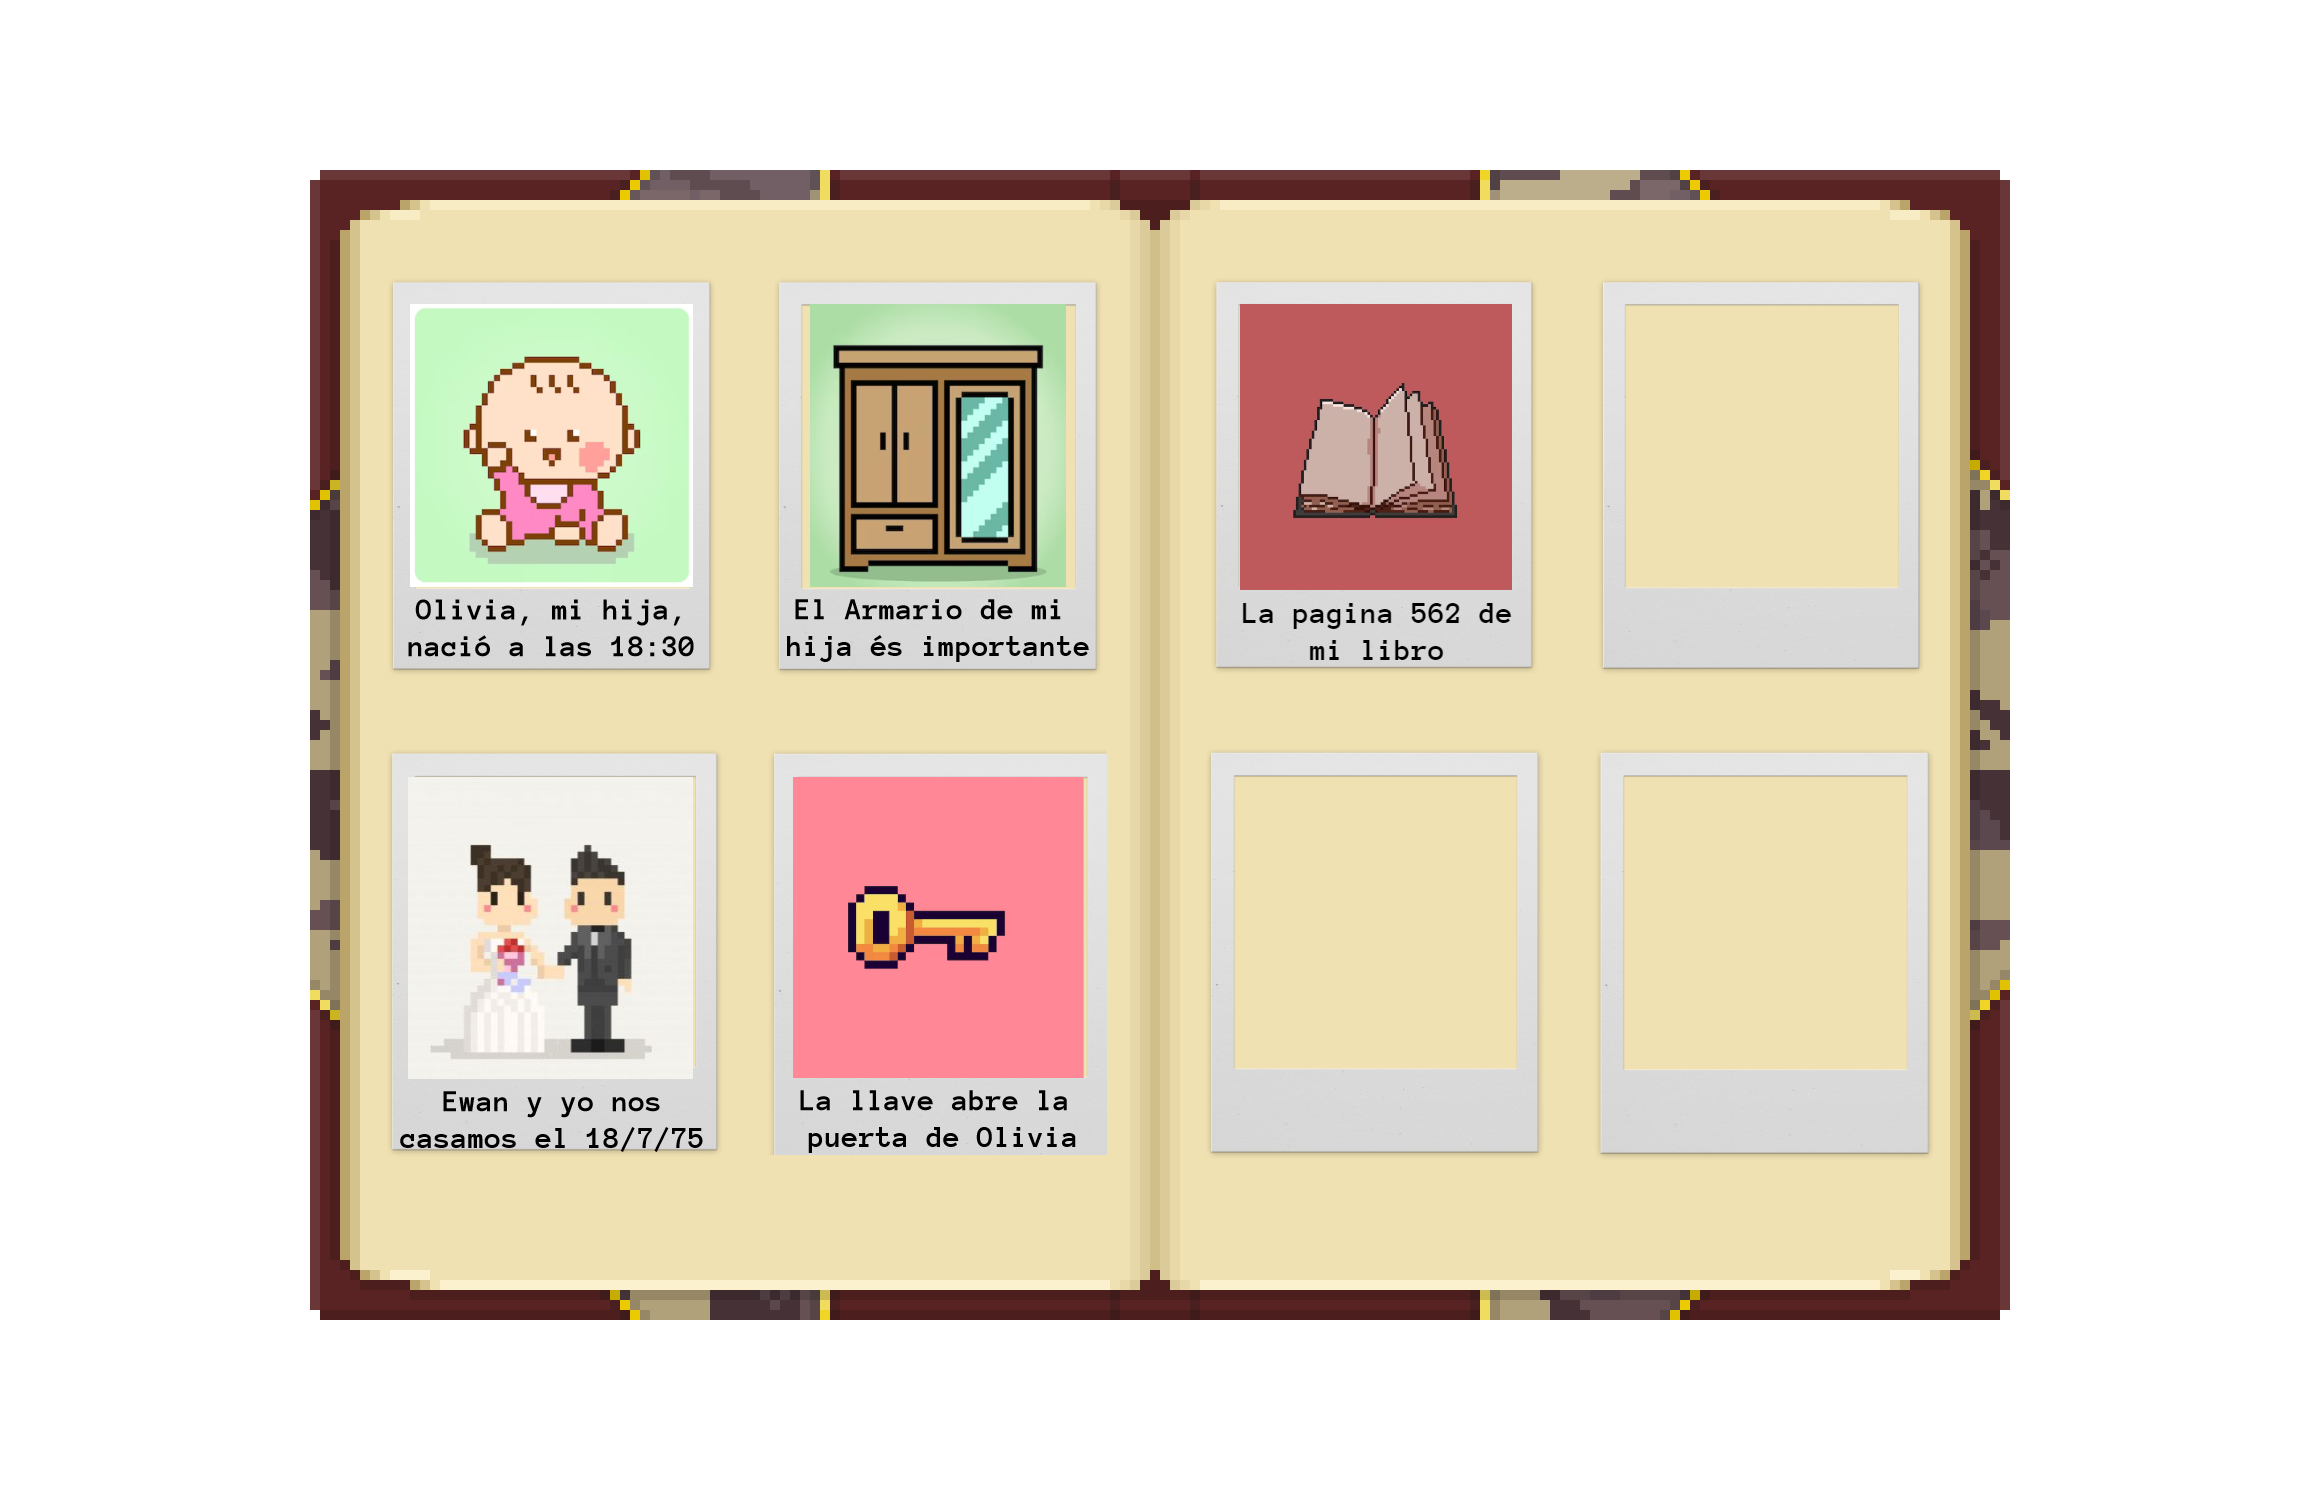 Olivia, mi hija,
nació a las 18:30
El Armario de mi
hija és importante
Ewan y yo nos
casamos el 18/7/75
La llave abre la
puerta de Olivia
La pagina 562 de
mi libro